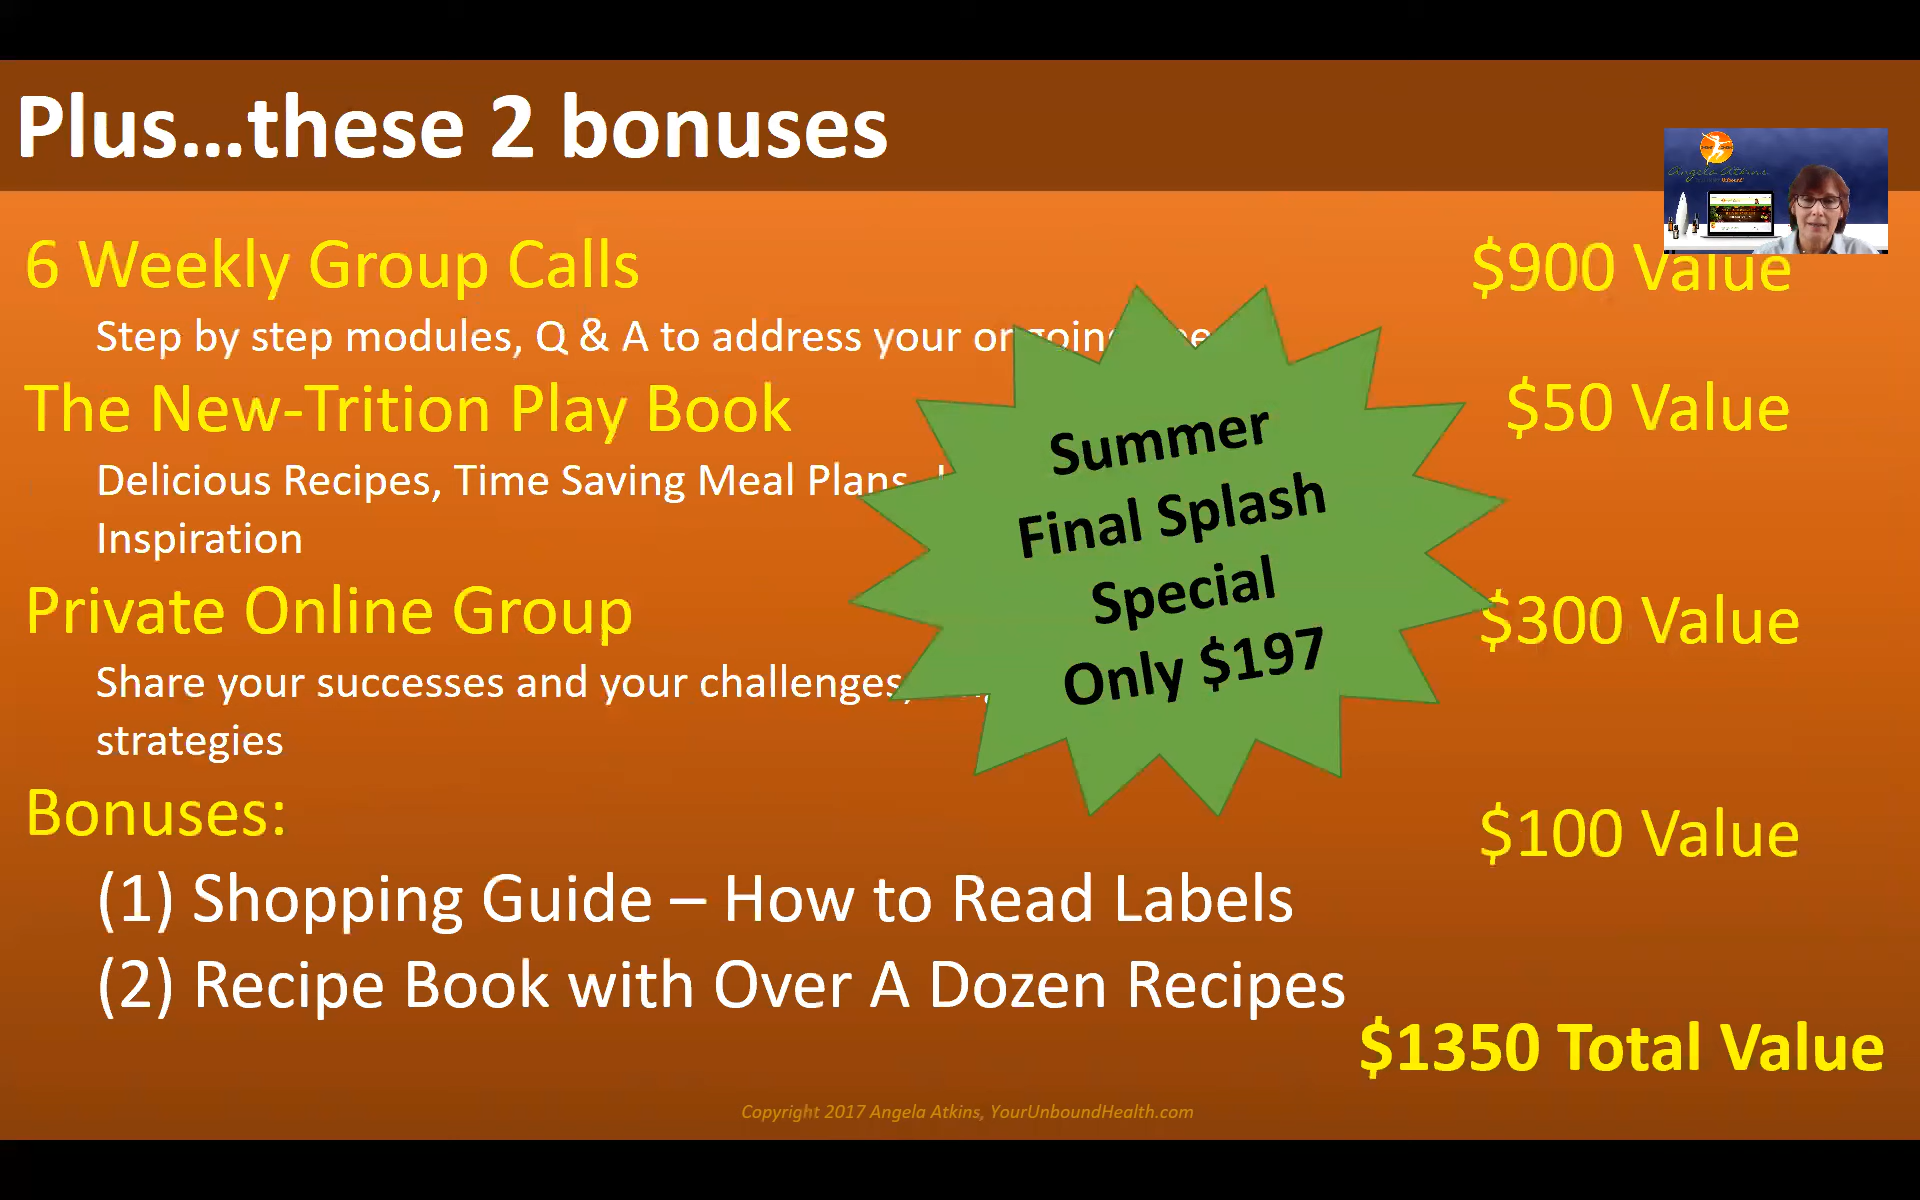 Plus...these 2 bonuses
Angela Atkins
6 Weekly Group Calls
$900 Value
Step by step modules, Q & A to address your
The New-Trition Play Book
$50 Value
Delicious Recipes, Time Saving Meal Plans,
Inspiration
Private Online Group
$300 Value
Share your successes and your challenges,
strategies
Summer
Final Splash
Special
Only $197
Bonuses:
$100 Value
(1) Shopping Guide – How to Read Labels
(2) Recipe Book with Over A Dozen Recipes
$1350 Total Value
Copyright 2017 Angela Atkins, YourUnboundHealth.com